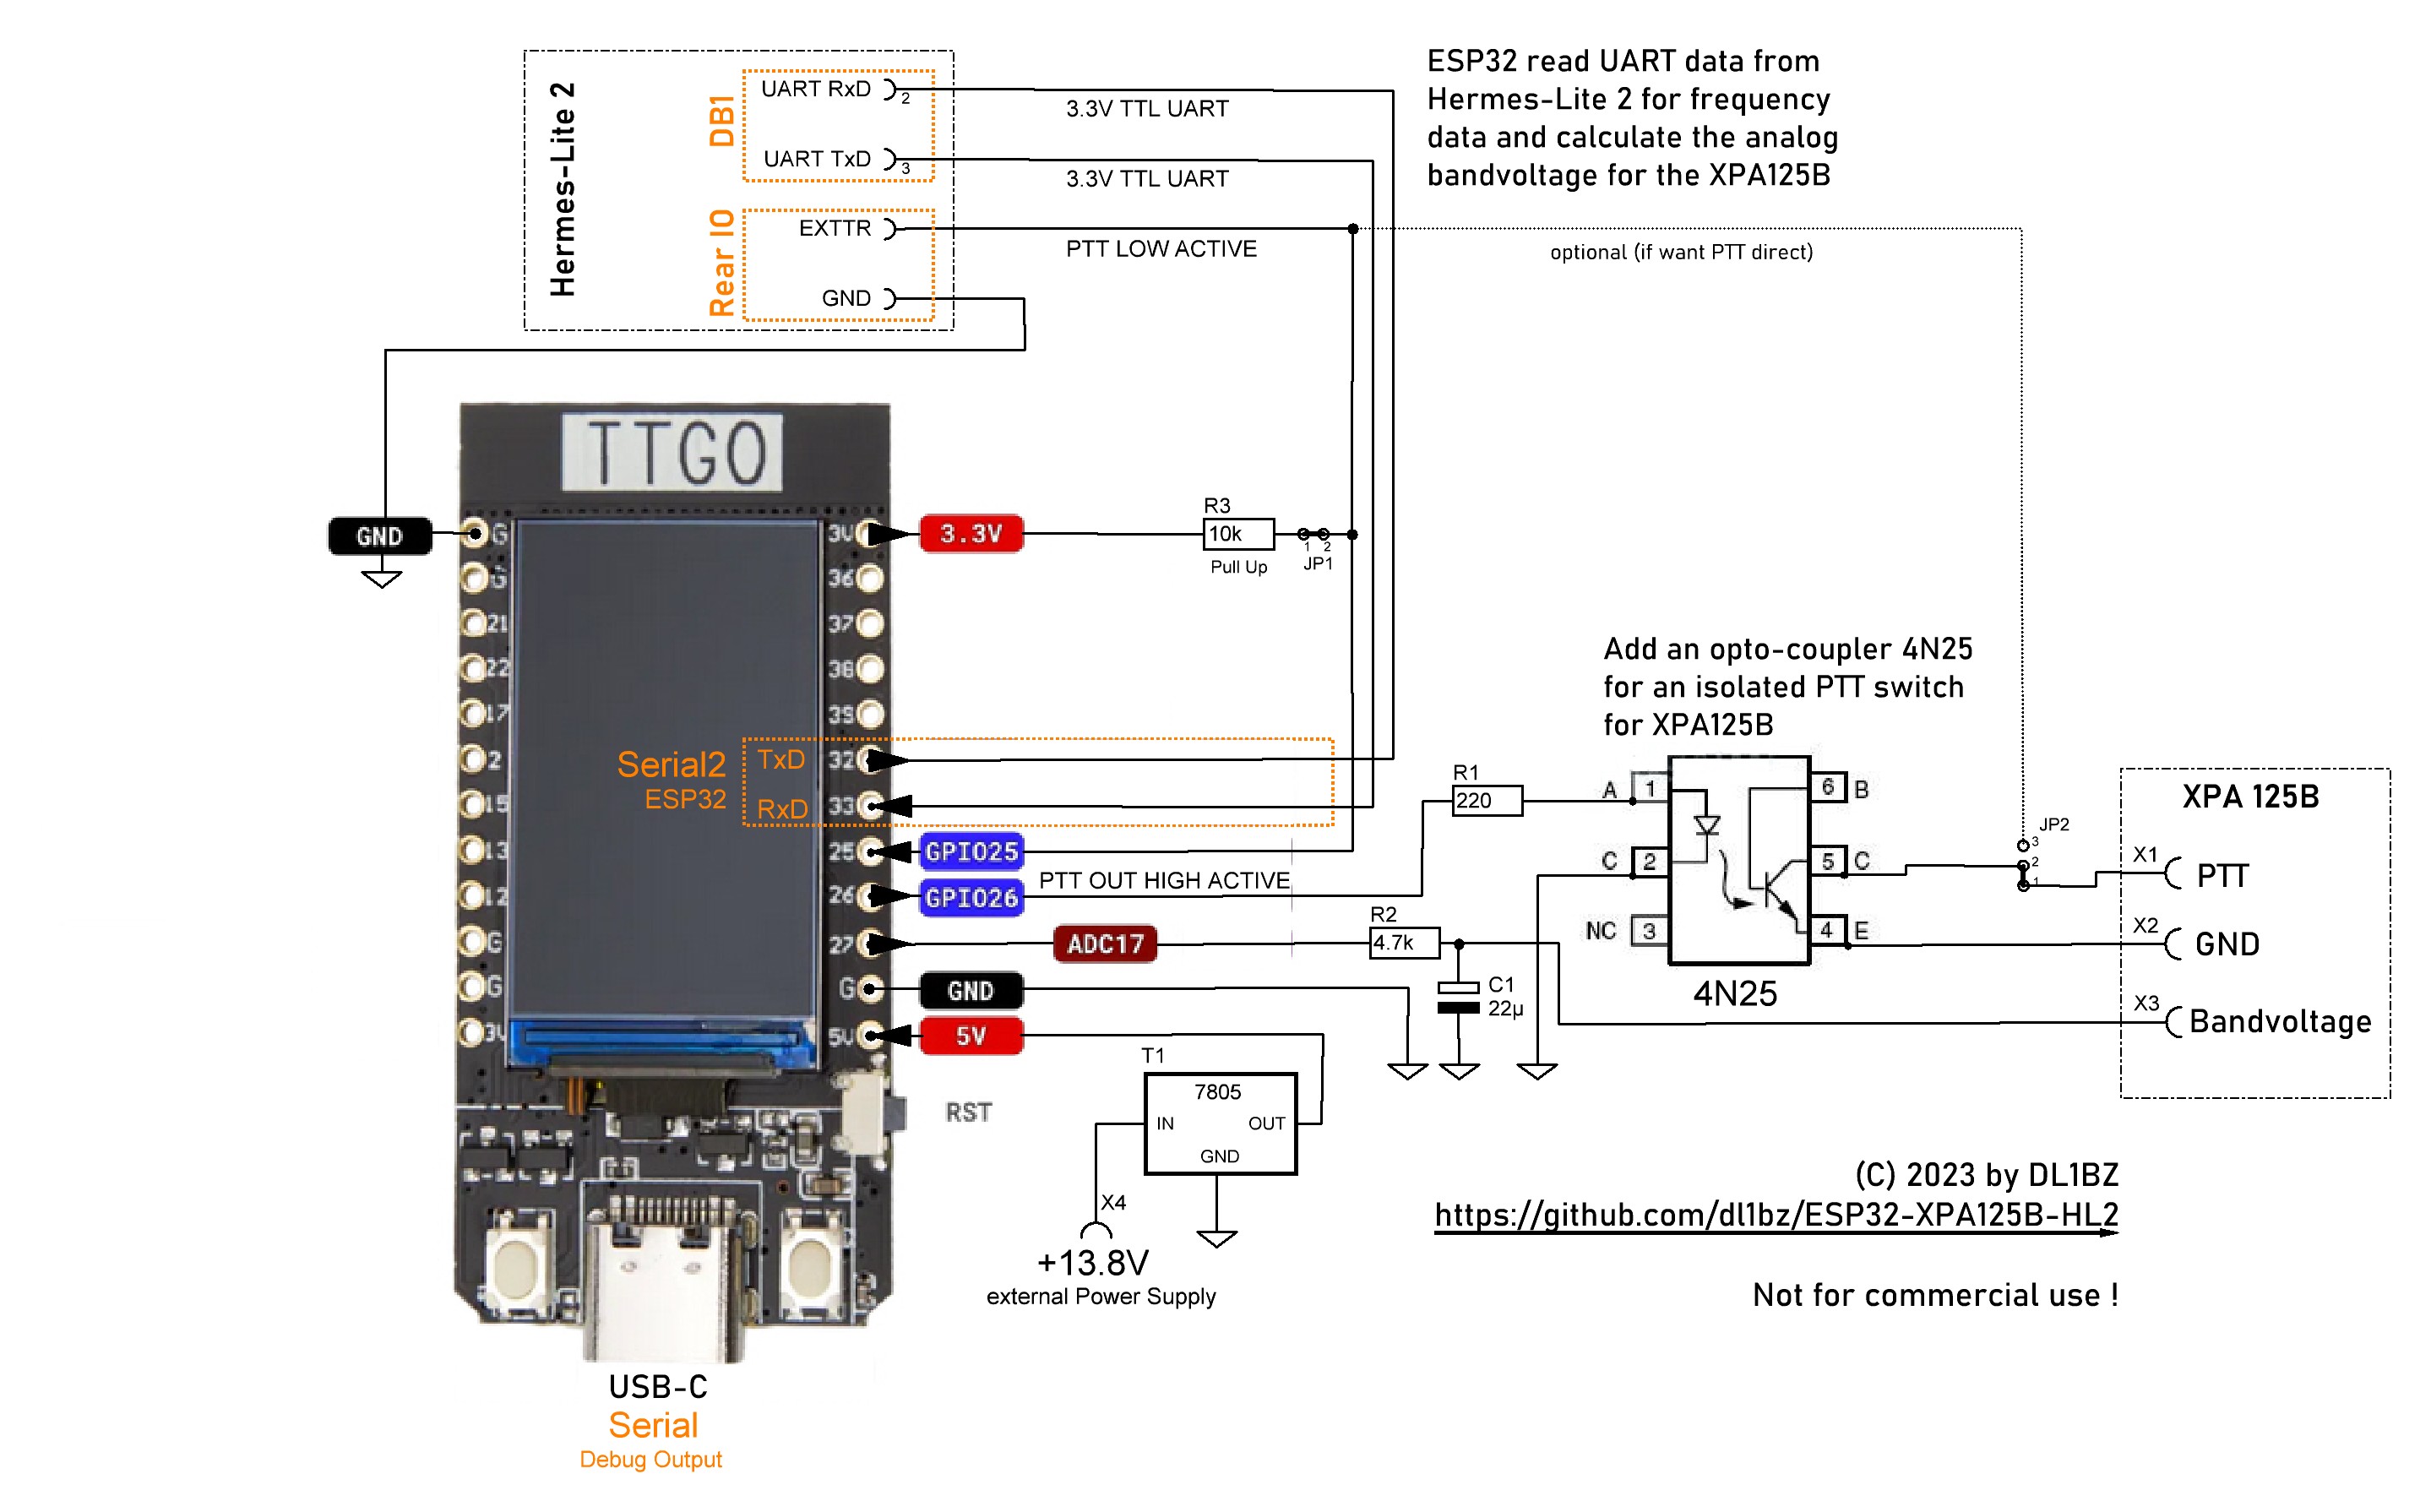 Hermes-Lite 2
DB1
UART RxD
2
3.3V TTL UART
UART TxD
3
3.3V TTL UART
Rear IO
EXTTR
PTT LOW ACTIVE
GND
ESP32 read UART data from
Hermes-Lite 2 for frequency
data and calculate the analog
bandvoltage for the XPA125B
optional (if want PTT direct)
TTGO
GND
G
G
21
22
17
2
15
13
12
G
G
3V
3V
36
37
38
39
32
33
25
26
27
G
5V
3.3V
R3
10k
Pull Up
1 2
JP1
Serial2
ESP32
TxD
RxD
GPIO25
PTT OUT HIGH ACTIVE
GPIO26
ADC17
GND
5V
RST
R1
220
R2
4.7k
C1
22µ
Add an opto-coupler 4N25
for an isolated PTT switch
for XPA125B
A 1
C 2
NC 3
6 B
5 C
4 E
4N25
JP2
3
2
1
XPA 125B
X1
PTT
X2
GND
X3
Bandvoltage
T1
7805
IN
OUT
GND
X4
+13.8V
external Power Supply
(C) 2023 by DL1BZ
https://github.com/dl1bz/ESP32-XPA125B-HL2
Not for commercial use !
USB-C
Serial
Debug Output